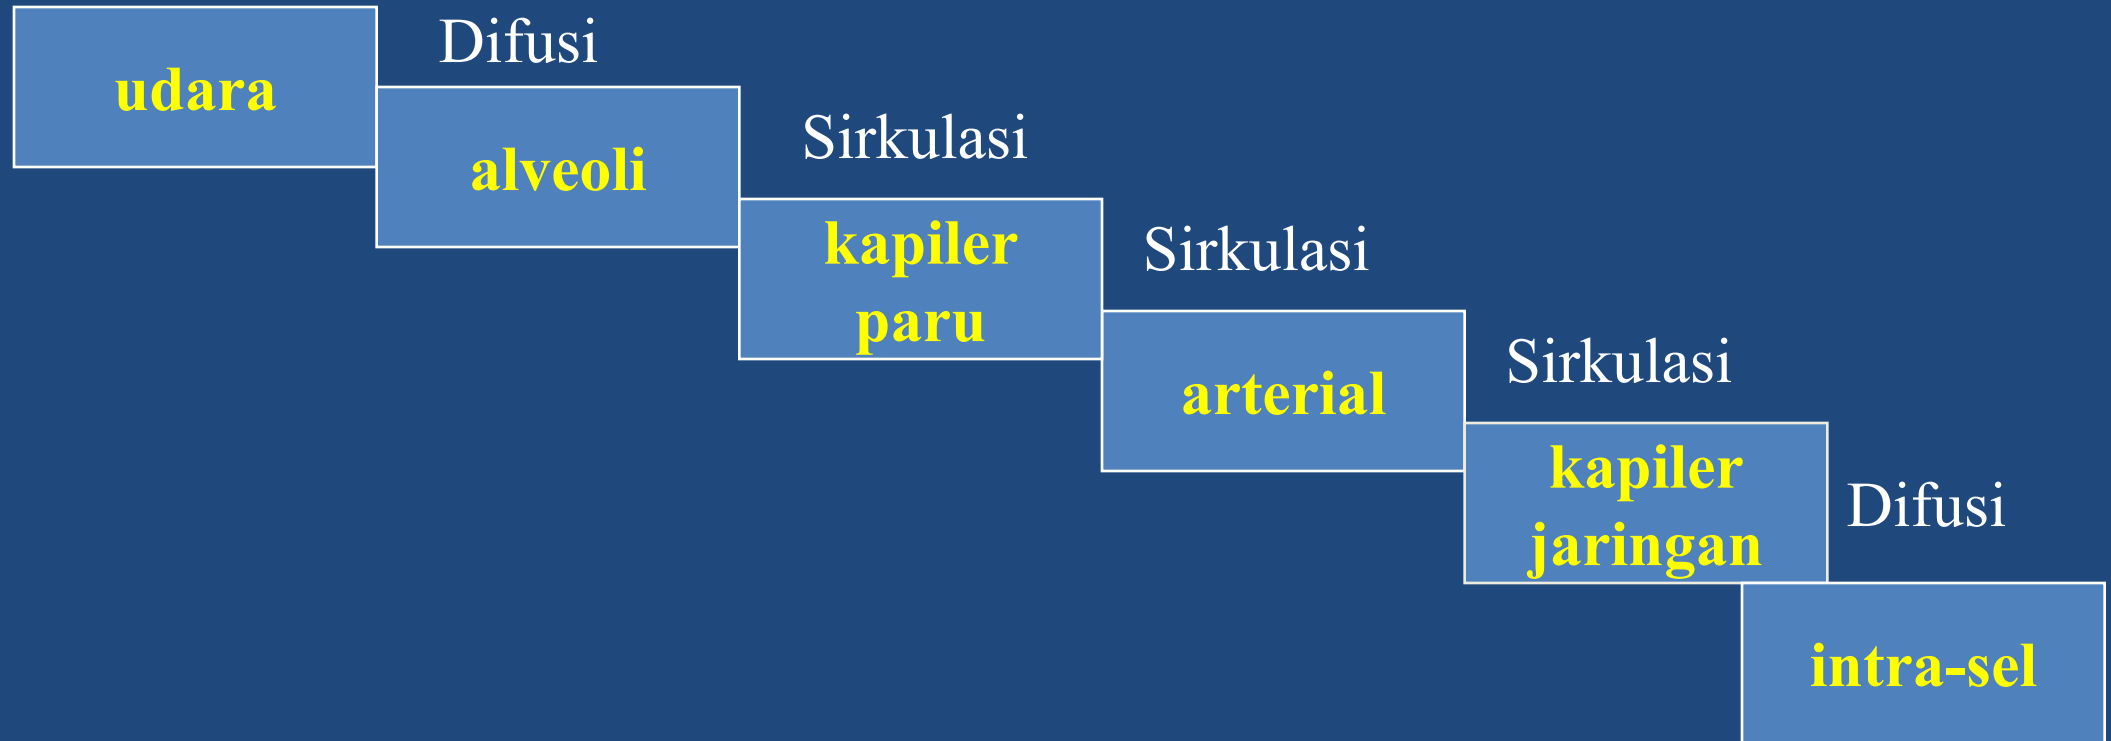 udara
Difusi
alveoli
Sirkulasi
kapiler
paru
Sirkulasi
arterial
Sirkulasi
kapiler
jaringan
Difusi
intra-sel